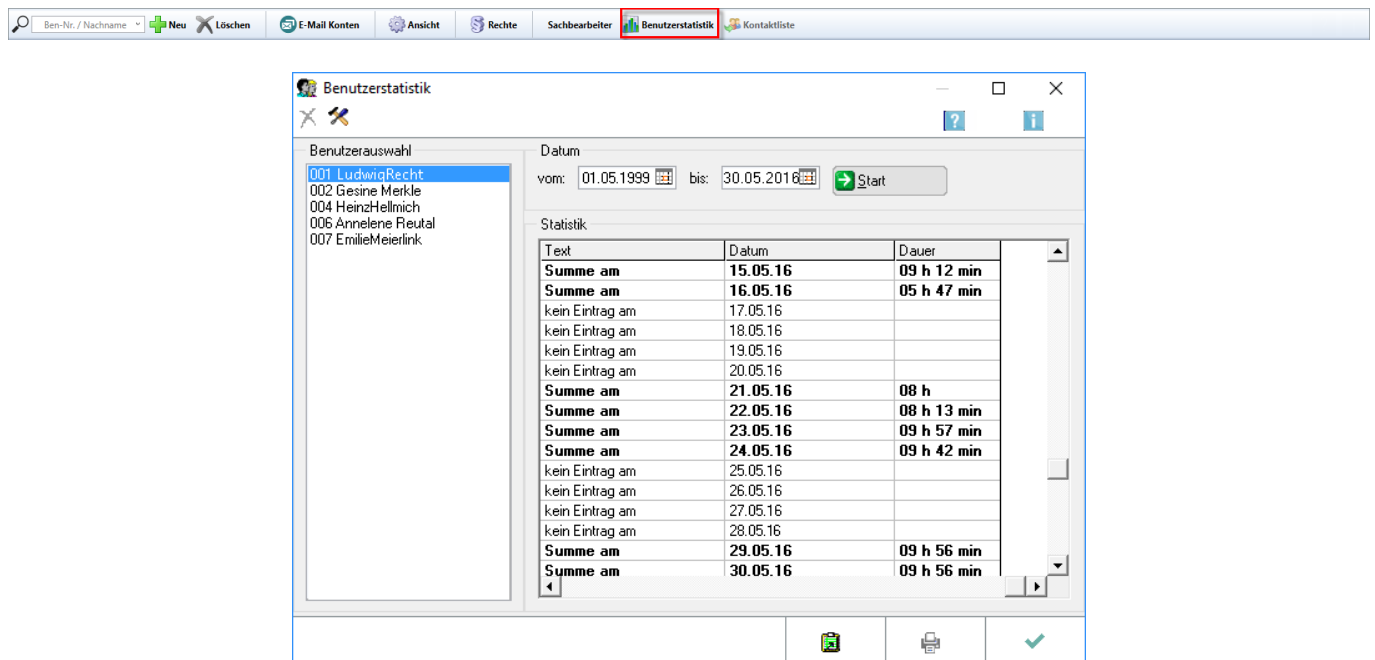 Ben-Nr. / Nachname Neu Löschen E-Mail Konten Ansicht Rechte Sachbearbeiter Benutzerstatistik Kontaktliste
Benutzerstatistik
Benutzerauswahl
001 LudwigRecht
002 Gesine Merkle
004 HeinzHellmich
006 Annelene Reutal
007 EmilieMeierlink
Datum
vom: 01.05.1999 bis: 30.05.2016 Start
Statistik
Text Datum Dauer
Summe am 15.05.16 09 h 12 min
Summe am 16.05.16 05 h 47 min
kein Eintrag am 17.05.16
kein Eintrag am 18.05.16
kein Eintrag am 19.05.16
kein Eintrag am 20.05.16
Summe am 21.05.16 08 h
Summe am 22.05.16 08 h 13 min
Summe am 23.05.16 09 h 57 min
Summe am 24.05.16 09 h 42 min
kein Eintrag am 25.05.16
kein Eintrag am 26.05.16
kein Eintrag am 27.05.16
kein Eintrag am 28.05.16
Summe am 29.05.16 09 h 56 min
Summe am 30.05.16 09 h 56 min